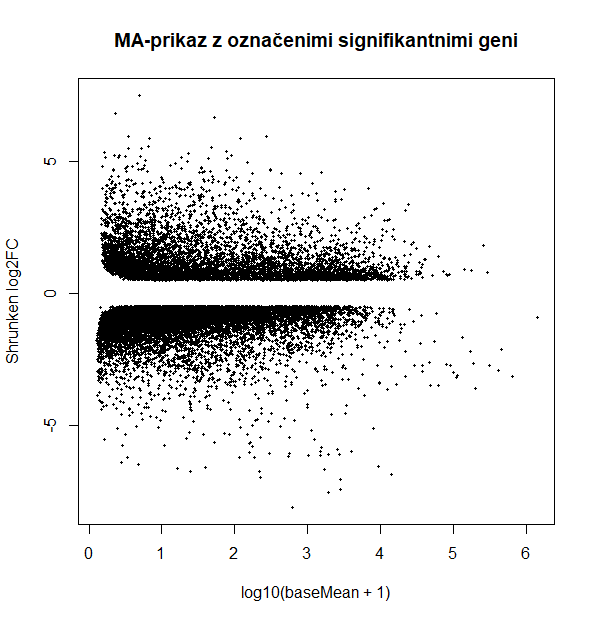 MA-prikaz z označenimi signifikantnimi geni
Shrunken log2FC
5
0
-5
0 1 2 3 4 5 6
log10(baseMean + 1)